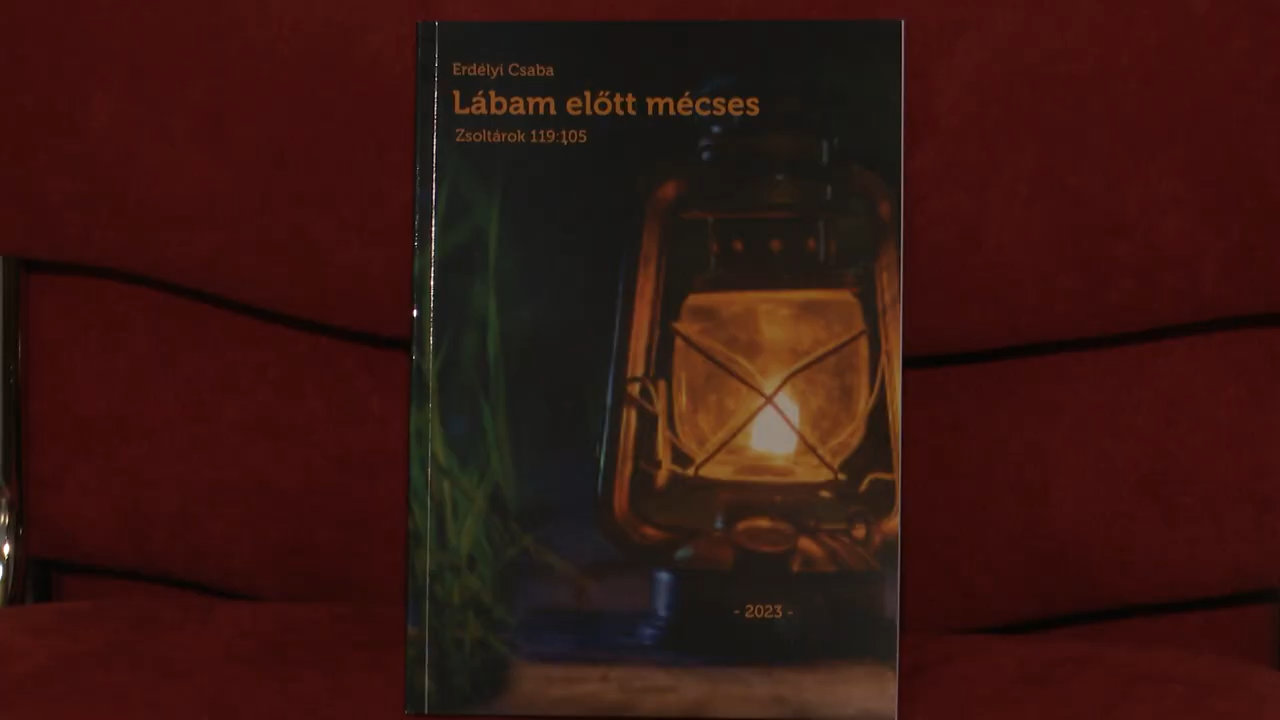 Erdélyi Csaba
Lábam előtt mécses
Zsoltárok 119:105
- 2023 -